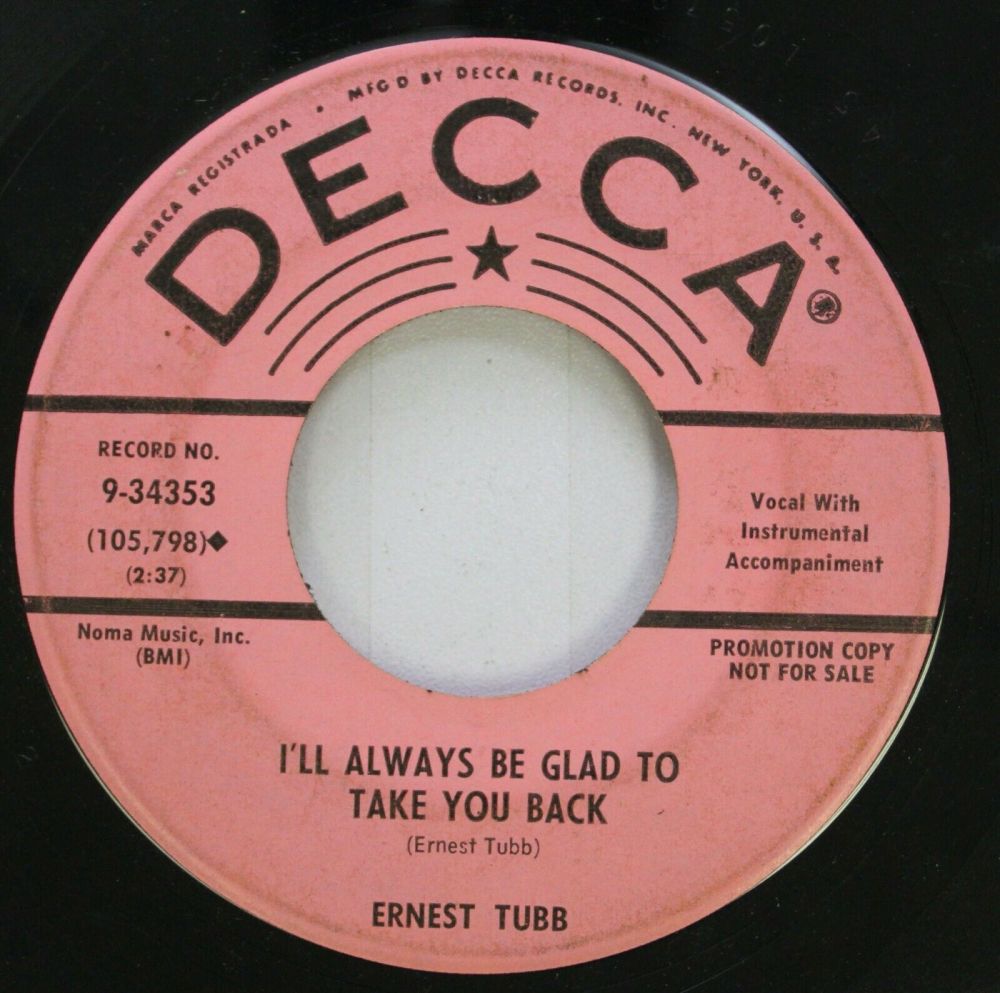 MARCA REGISTRADA • MFG'D BY DECCA RECORDS, INC. NEW YORK, U. S. A.
DECCA®
RECORD NO.
9-34353
(105,798)◆
(2:37)
Vocal With
Instrumental
Accompaniment
Noma Music, Inc.
(BMI)
PROMOTION COPY
NOT FOR SALE
I'LL ALWAYS BE GLAD TO
TAKE YOU BACK
(Ernest Tubb)
ERNEST TUBB